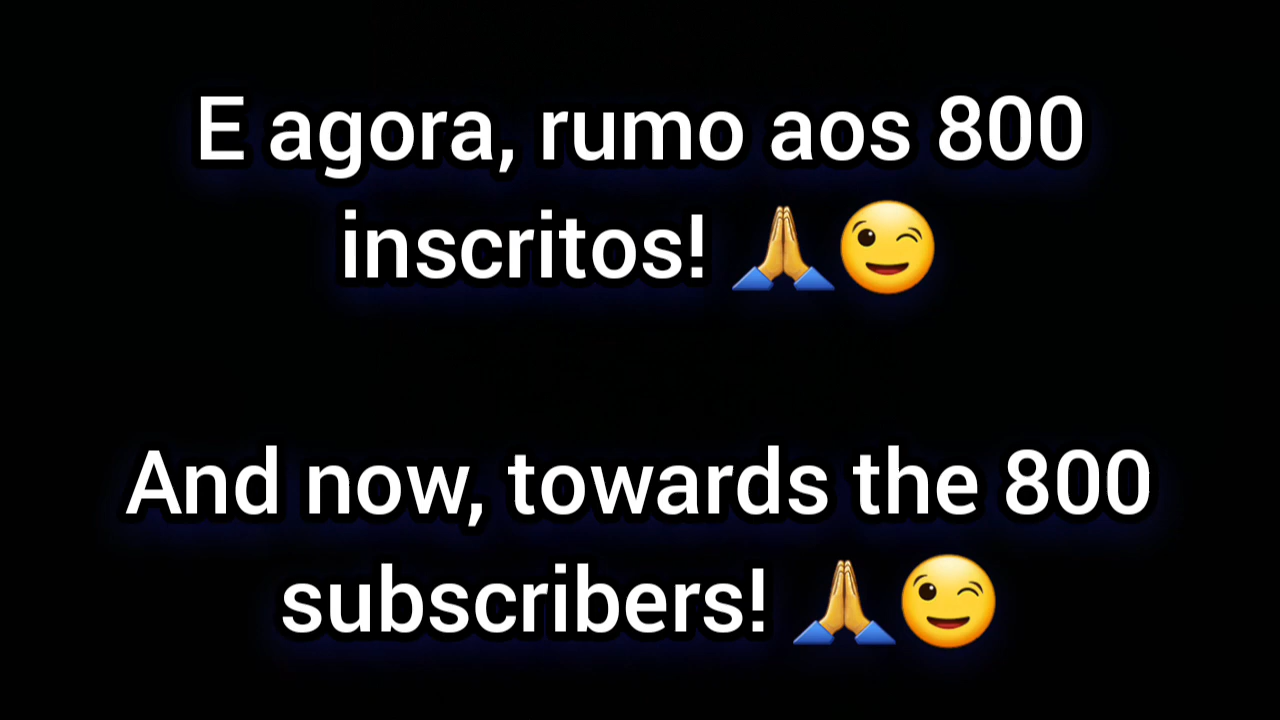 E agora, rumo aos 800
inscritos! 🙏😉
And now, towards the 800
subscribers! 🙏😉